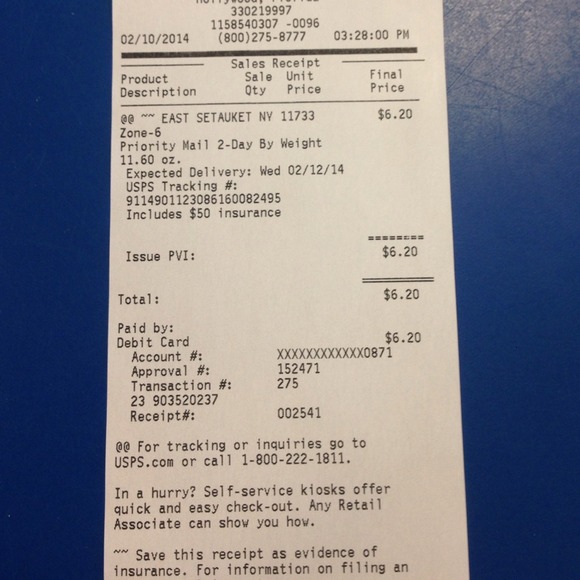 Hollywood, Florida
330219997
1158540307 -0096
02/10/2014 (800)275-8777 03:28:00 PM
Sales Receipt
Product Sale Unit Final
Description Qty Price Price
@@ ~~ EAST SETAUKET NY 11733 $6.20
Zone-6
Priority Mail 2-Day By Weight
11.60 oz.
Expected Delivery: Wed 02/12/14
USPS Tracking #:
9114901123086160082495
Includes $50 insurance
========
Issue PVI: $6.20
Total: $6.20
Paid by:
Debit Card $6.20
Account #: XXXXXXXXXXXX0871
Approval #: 152471
Transaction #: 275
23 903520237
Receipt#: 002541
@@ For tracking or inquiries go to
USPS.com or call 1-800-222-1811.
In a hurry? Self-service kiosks offer
quick and easy check-out. Any Retail
Associate can show you how.
~~ Save this receipt as evidence of
insurance. For information on filing an